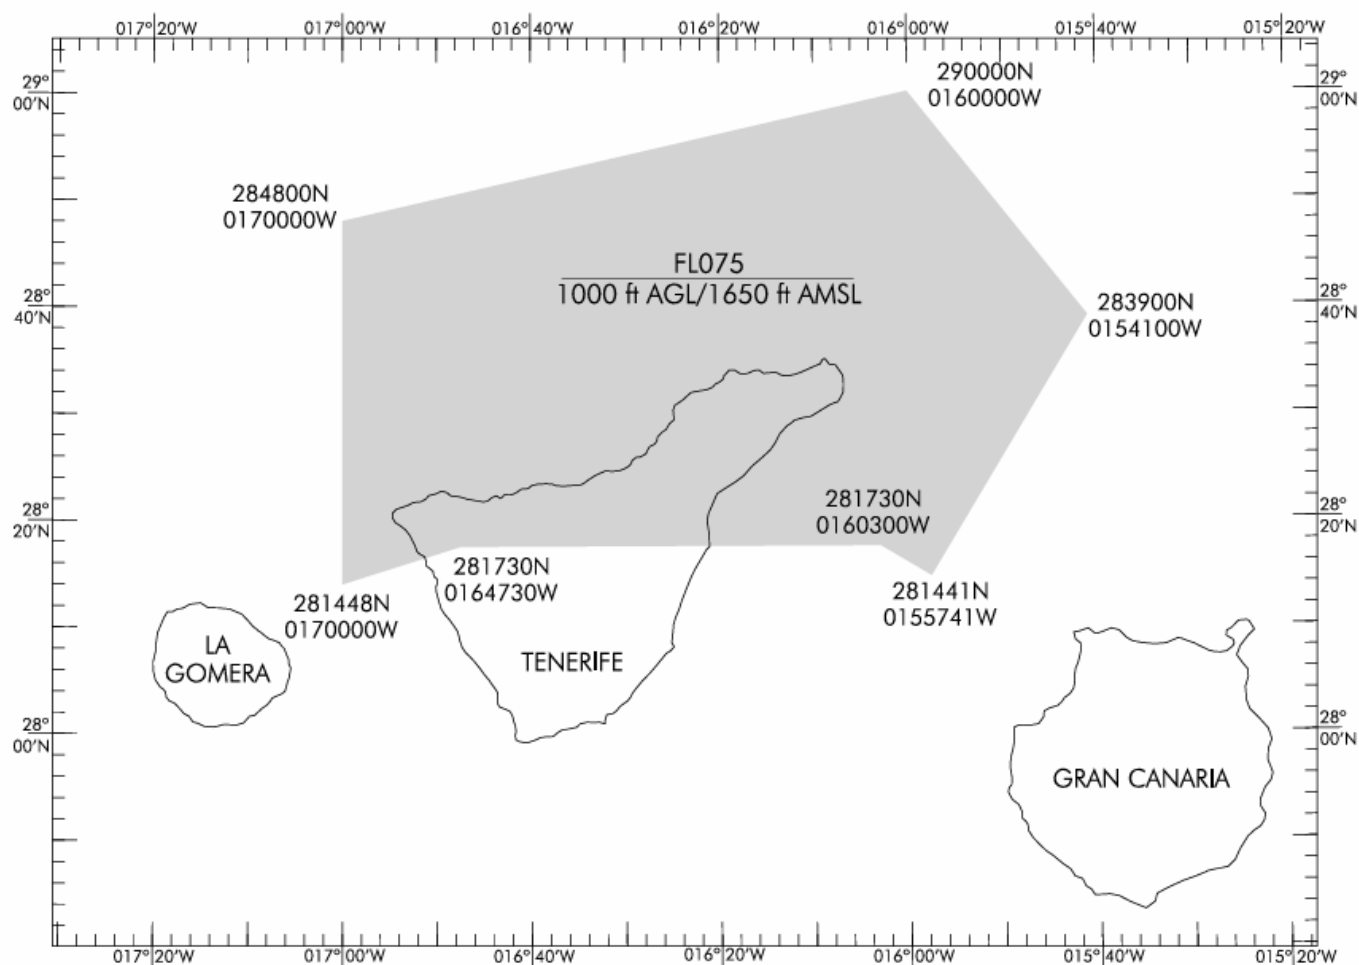 017°20'W 017°00'W 016°40'W 016°20'W 016°00'W 015°40'W 015°20'W
290000N
0160000W
29°
00'N
29°
00'N
284800N
0170000W
FL075
1000 ft AGL/1650 ft AMSL
28°
40'N
283900N
0154100W
28°
40'N
281730N
0160300W
28°
20'N
28°
20'N
281730N
0164730W
281441N
0155741W
281448N
0170000W
LA
GOMERA
TENERIFE
28°
00'N
28°
00'N
GRAN CANARIA
017°20'W 017°00'W 016°40'W 016°20'W 016°00'W 015°40'W 015°20'W